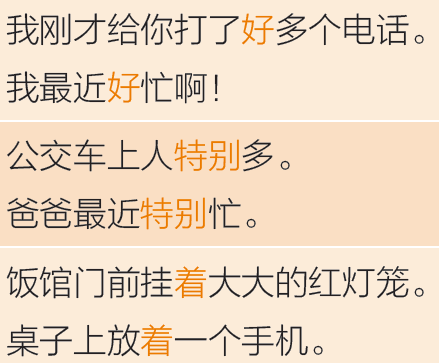 我刚才给你打了好多个电话。
我最近好忙啊！
公交车上人特别多。
爸爸最近特别忙。
饭馆门前挂着大大的红灯笼。
桌子上放着一个手机。